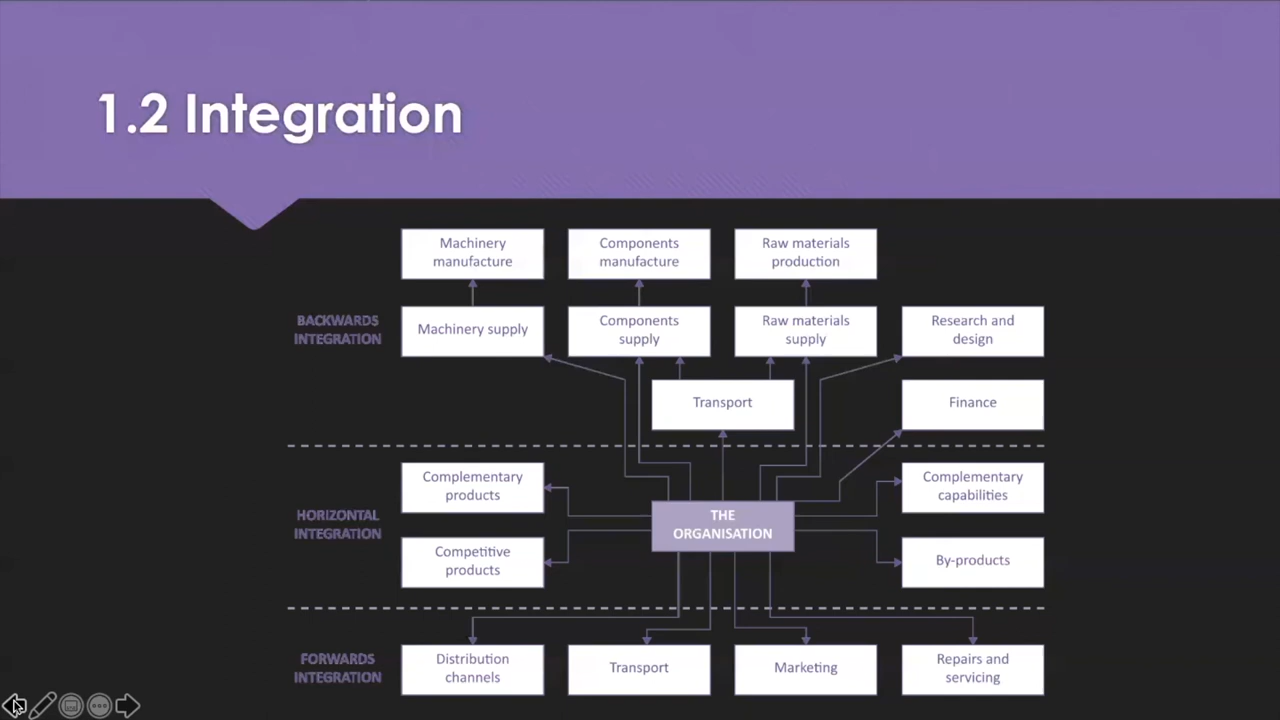 1.2 Integration
Machinery
manufacture
Components
manufacture
Raw materials
production
BACKWARDS
INTEGRATION
Machinery supply
Components
supply
Raw materials
supply
Research and
design
Transport
Finance
HORIZONTAL
INTEGRATION
Complementary
products
Complementary
capabilities
THE
ORGANISATION
Competitive
products
By-products
FORWARDS
INTEGRATION
Distribution
channels
Transport
Marketing
Repairs and
servicing